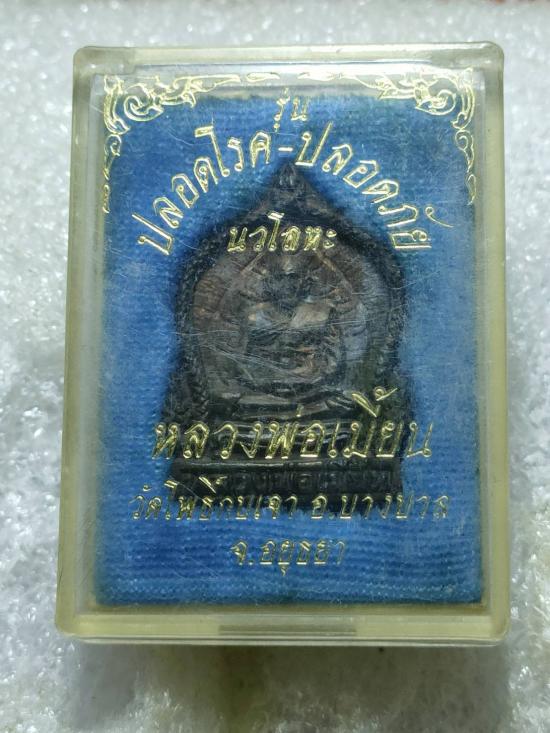 รุ่น
ปลอดโรค-ปลอดภัย
นวโลหะ
หลวงพ่อเมี้ยน
วัดโพธิ์กบเจา อ.บางบาล
จ.อยุธยา